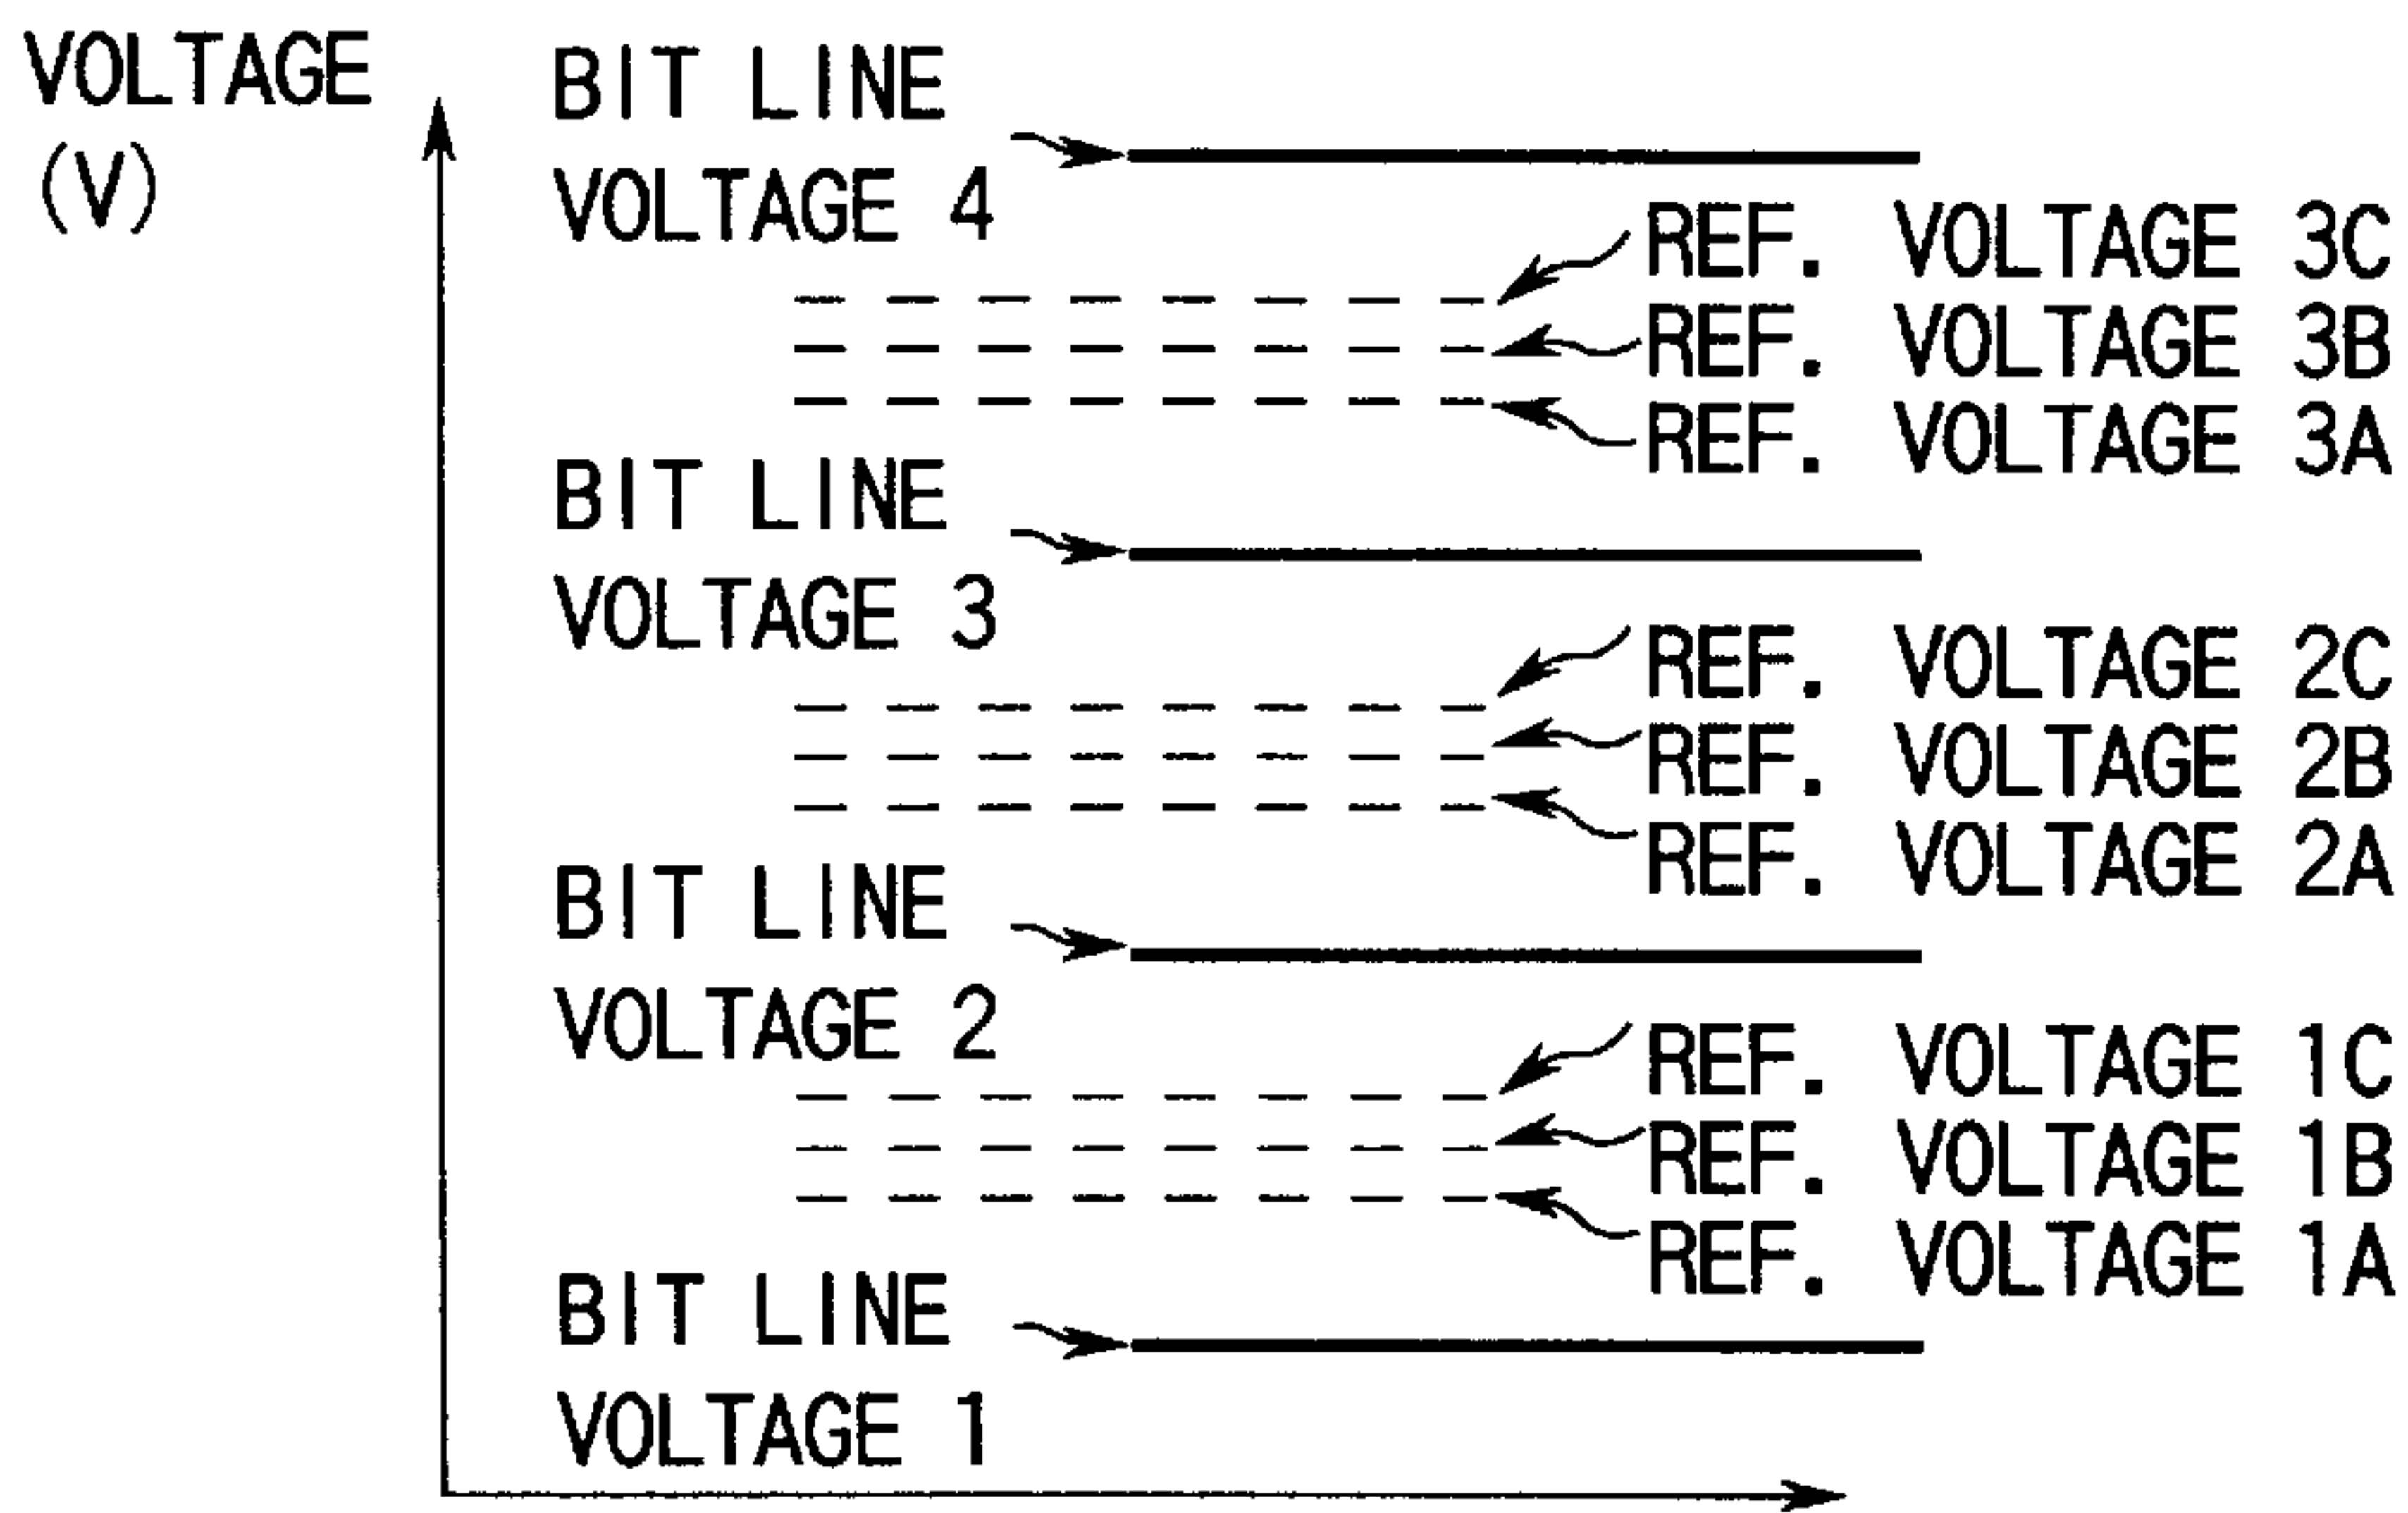 VOLTAGE
(V)
BIT LINE
VOLTAGE 4
REF. VOLTAGE 3C
REF. VOLTAGE 3B
REF. VOLTAGE 3A
BIT LINE
VOLTAGE 3
REF. VOLTAGE 2C
REF. VOLTAGE 2B
REF. VOLTAGE 2A
BIT LINE
VOLTAGE 2
REF. VOLTAGE 1C
REF. VOLTAGE 1B
REF. VOLTAGE 1A
BIT LINE
VOLTAGE 1